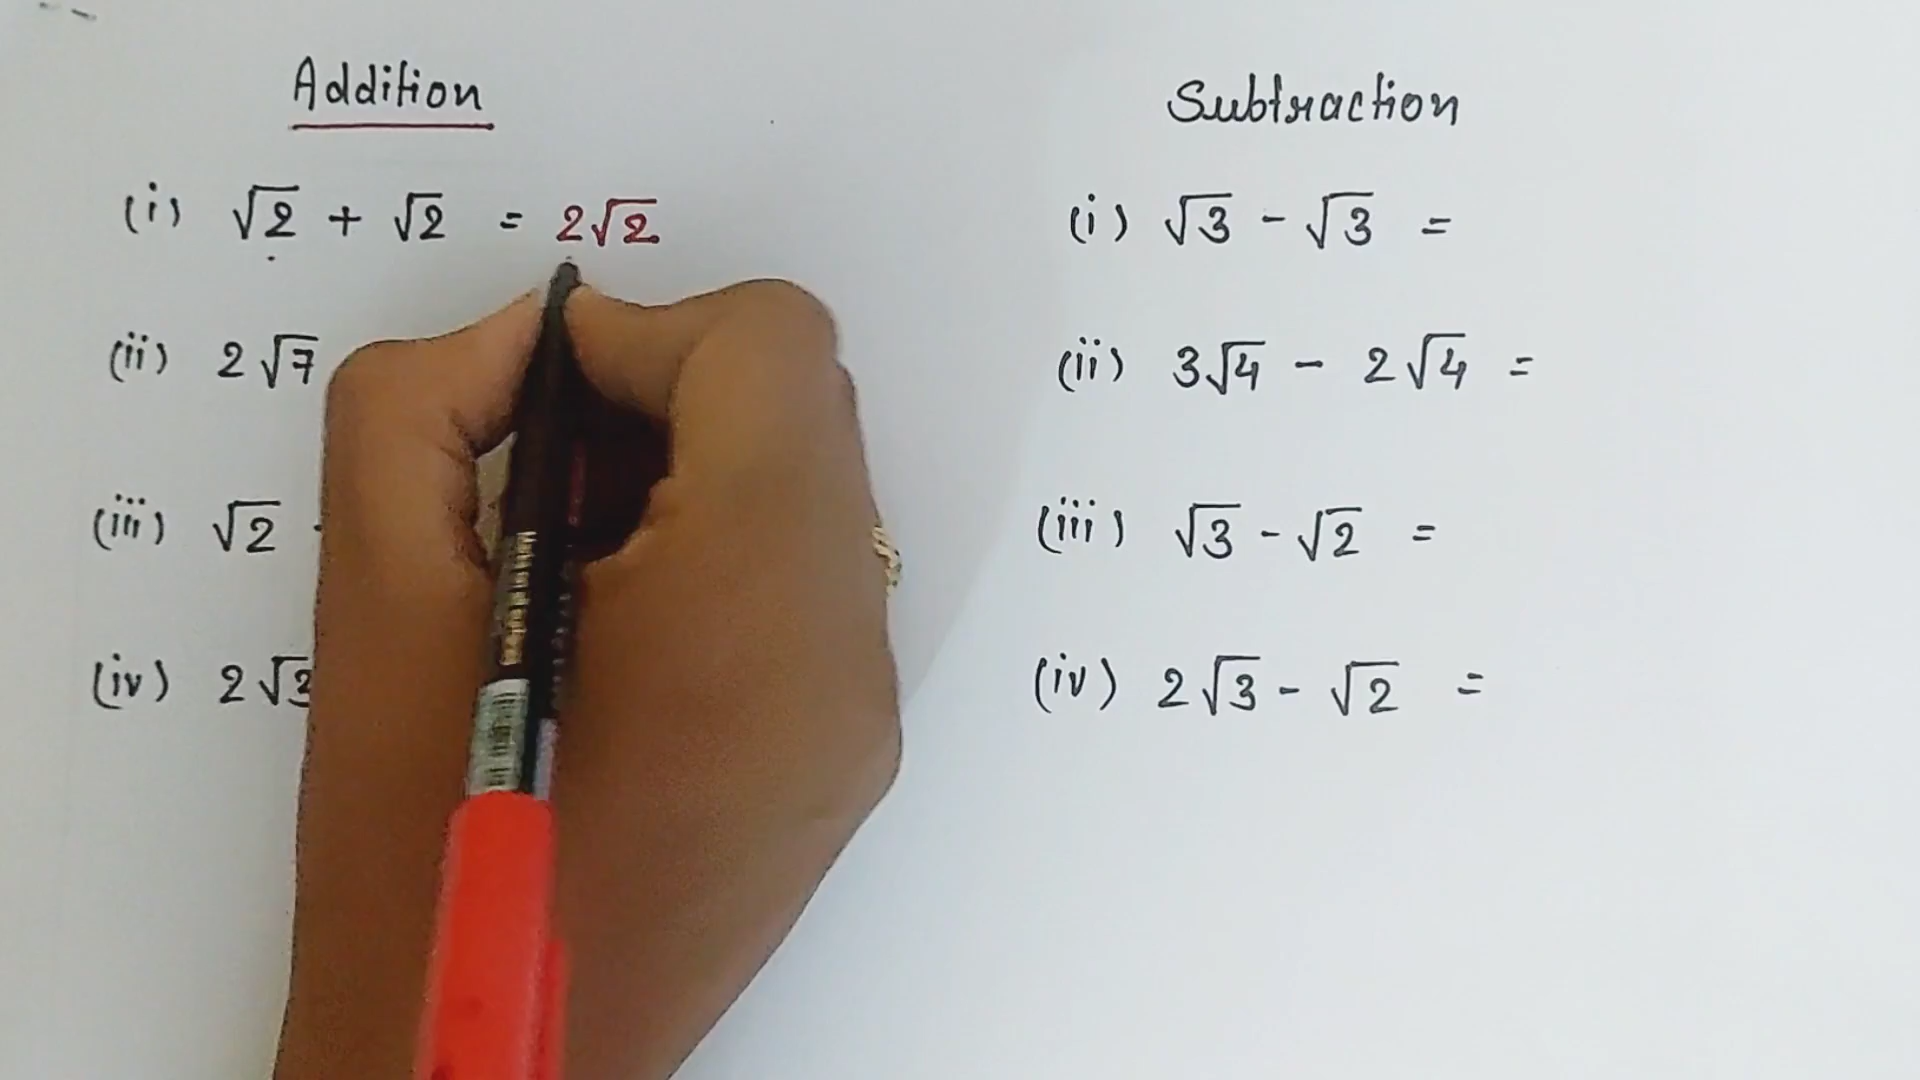 Addition
(i) √2 + √2 = 2√2
(ii) 2√7
(iii) √2
(iv) 2√3
Subtraction
(i) √3 - √3 =
(ii) 3√4 - 2√4 =
(iii) √3 - √2 =
(iv) 2√3 - √2 =